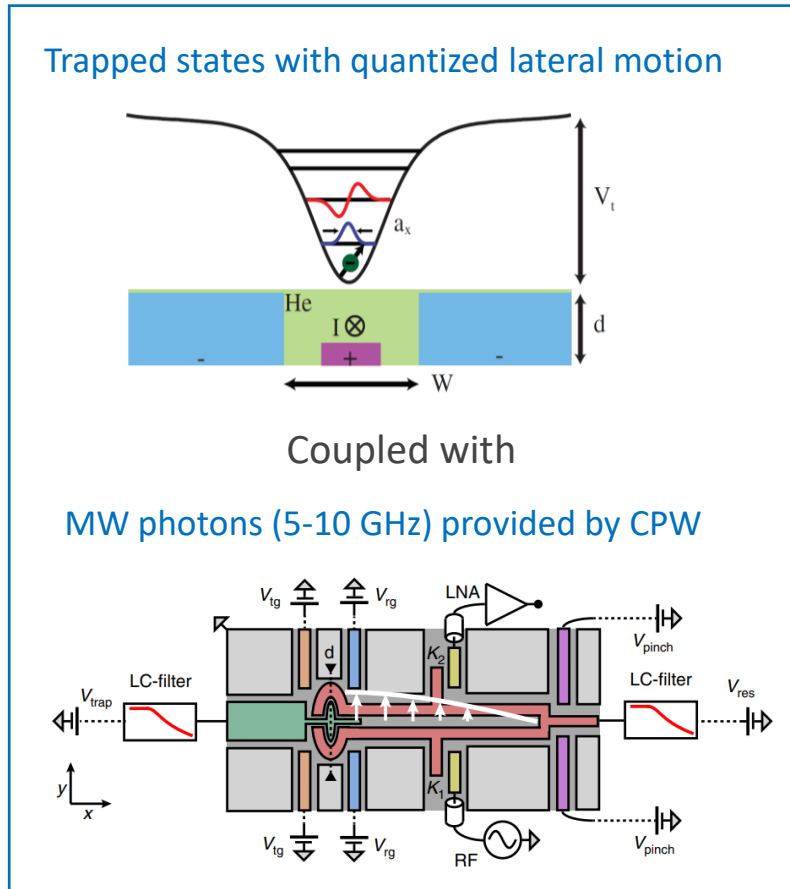 Trapped states with quantized lateral motion
V_t
a_x
He
I ⊗
d
- + -
W
Coupled with
MW photons (5-10 GHz) provided by CPW
LNA
V_tg V_rg
V_pinch
d K_2
LC-filter LC-filter
V_trap V_res
y
x
K_1
V_tg V_rg RF V_pinch